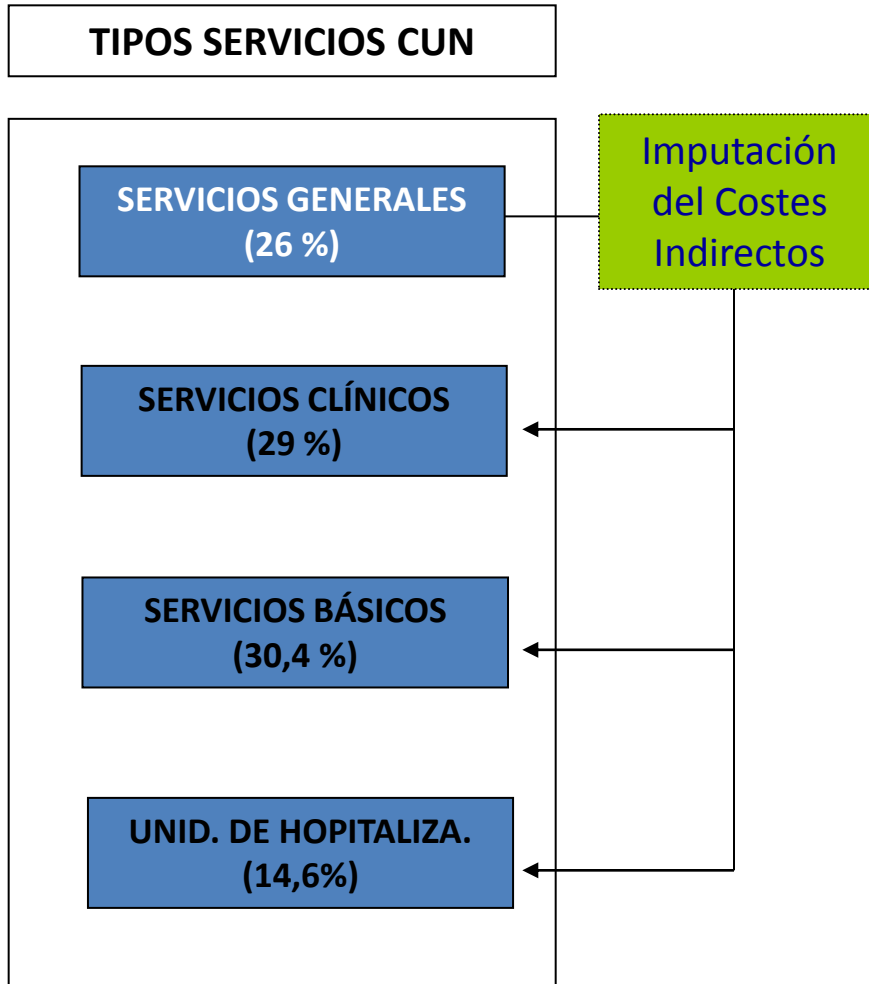 TIPOS SERVICIOS CUN
SERVICIOS GENERALES
(26 %)
Imputación
del Costes
Indirectos
SERVICIOS CLÍNICOS
(29 %)
SERVICIOS BÁSICOS
(30,4 %)
UNID. DE HOPITALIZA.
(14,6%)